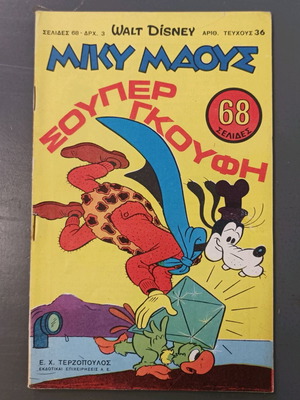 ΣΕΛΙΔΕΣ 68 - ΔΡΧ. 3 WALT DISNEY ΑΡΙΘ. ΤΕΥΧΟΥΣ 36
ΜΙΚΥ ΜΑΟΥΣ
ΣΟΥΠΕΡ
ΓΚΟΥΦΗ
68
ΣΕΛΙΔΕΣ
Ε. Χ. ΤΕΡΖΟΠΟΥΛΟΣ
ΕΚΔΟΤΙΚΑΙ ΕΠΙΧΕΙΡΗΣΕΙΣ Α. Ε.